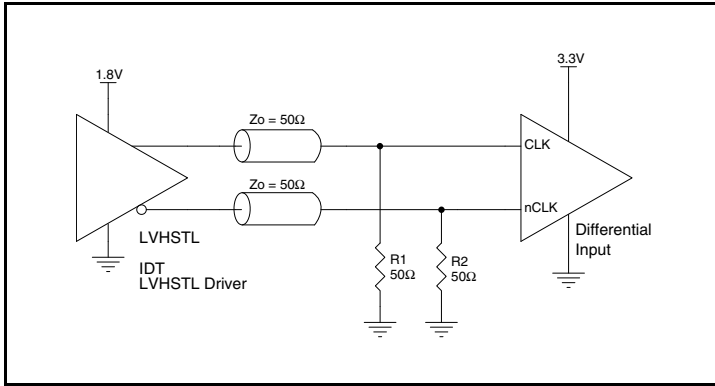 1.8V
3.3V
Zo = 50Ω
CLK
Zo = 50Ω
nCLK
LVHSTL
IDT
LVHSTL Driver
Differential
Input
R1
50Ω
R2
50Ω